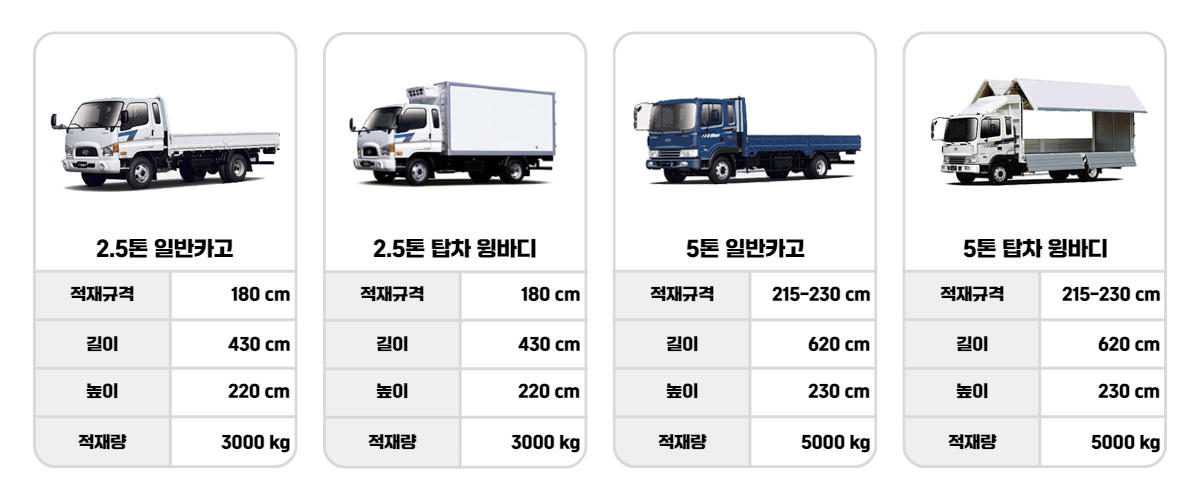 2.5톤 일반카고
적재규격 180 cm
길이 430 cm
높이 220 cm
적재량 3000 kg
2.5톤 탑차 윙바디
적재규격 180 cm
길이 430 cm
높이 220 cm
적재량 3000 kg
5톤 일반카고
적재규격 215-230 cm
길이 620 cm
높이 230 cm
적재량 5000 kg
5톤 탑차 윙바디
적재규격 215-230 cm
길이 620 cm
높이 230 cm
적재량 5000 kg